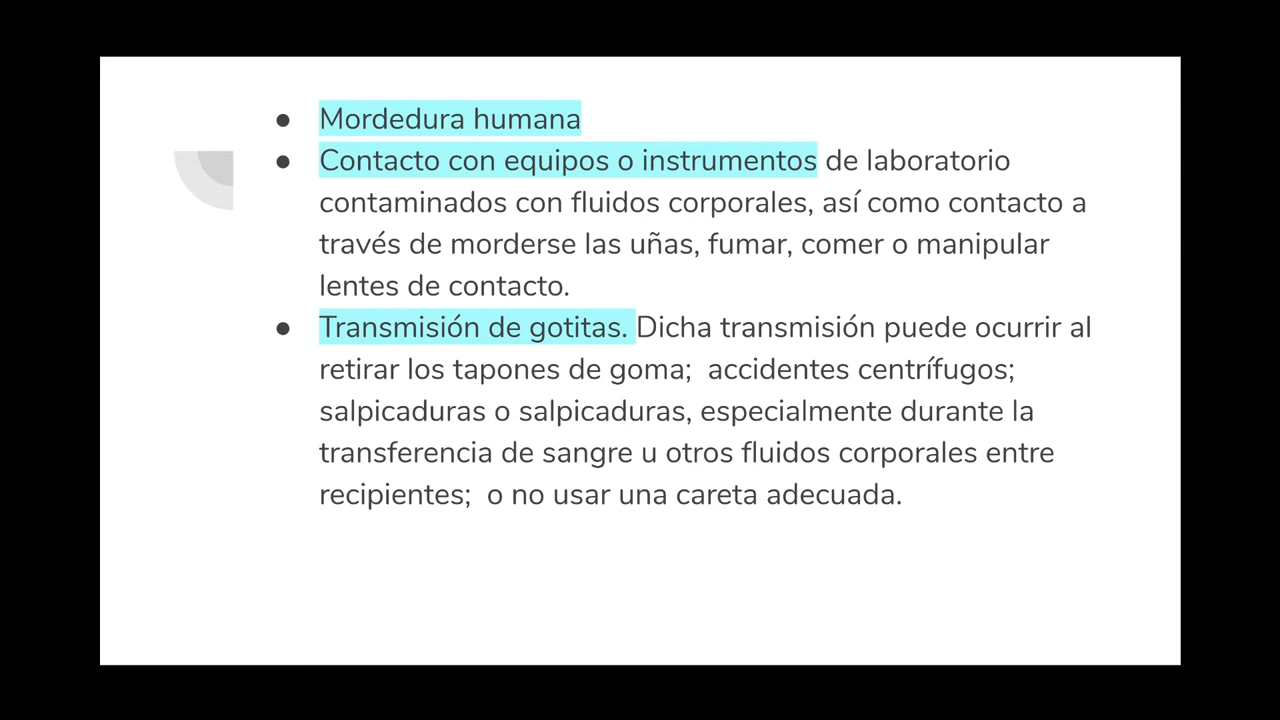 ● Mordedura humana
● Contacto con equipos o instrumentos de laboratorio
contaminados con fluidos corporales, así como contacto a
través de morderse las uñas, fumar, comer o manipular
lentes de contacto.
● Transmisión de gotitas. Dicha transmisión puede ocurrir al
retirar los tapones de goma;  accidentes centrífugos;
salpicaduras o salpicaduras, especialmente durante la
transferencia de sangre u otros fluidos corporales entre
recipientes;  o no usar una careta adecuada.